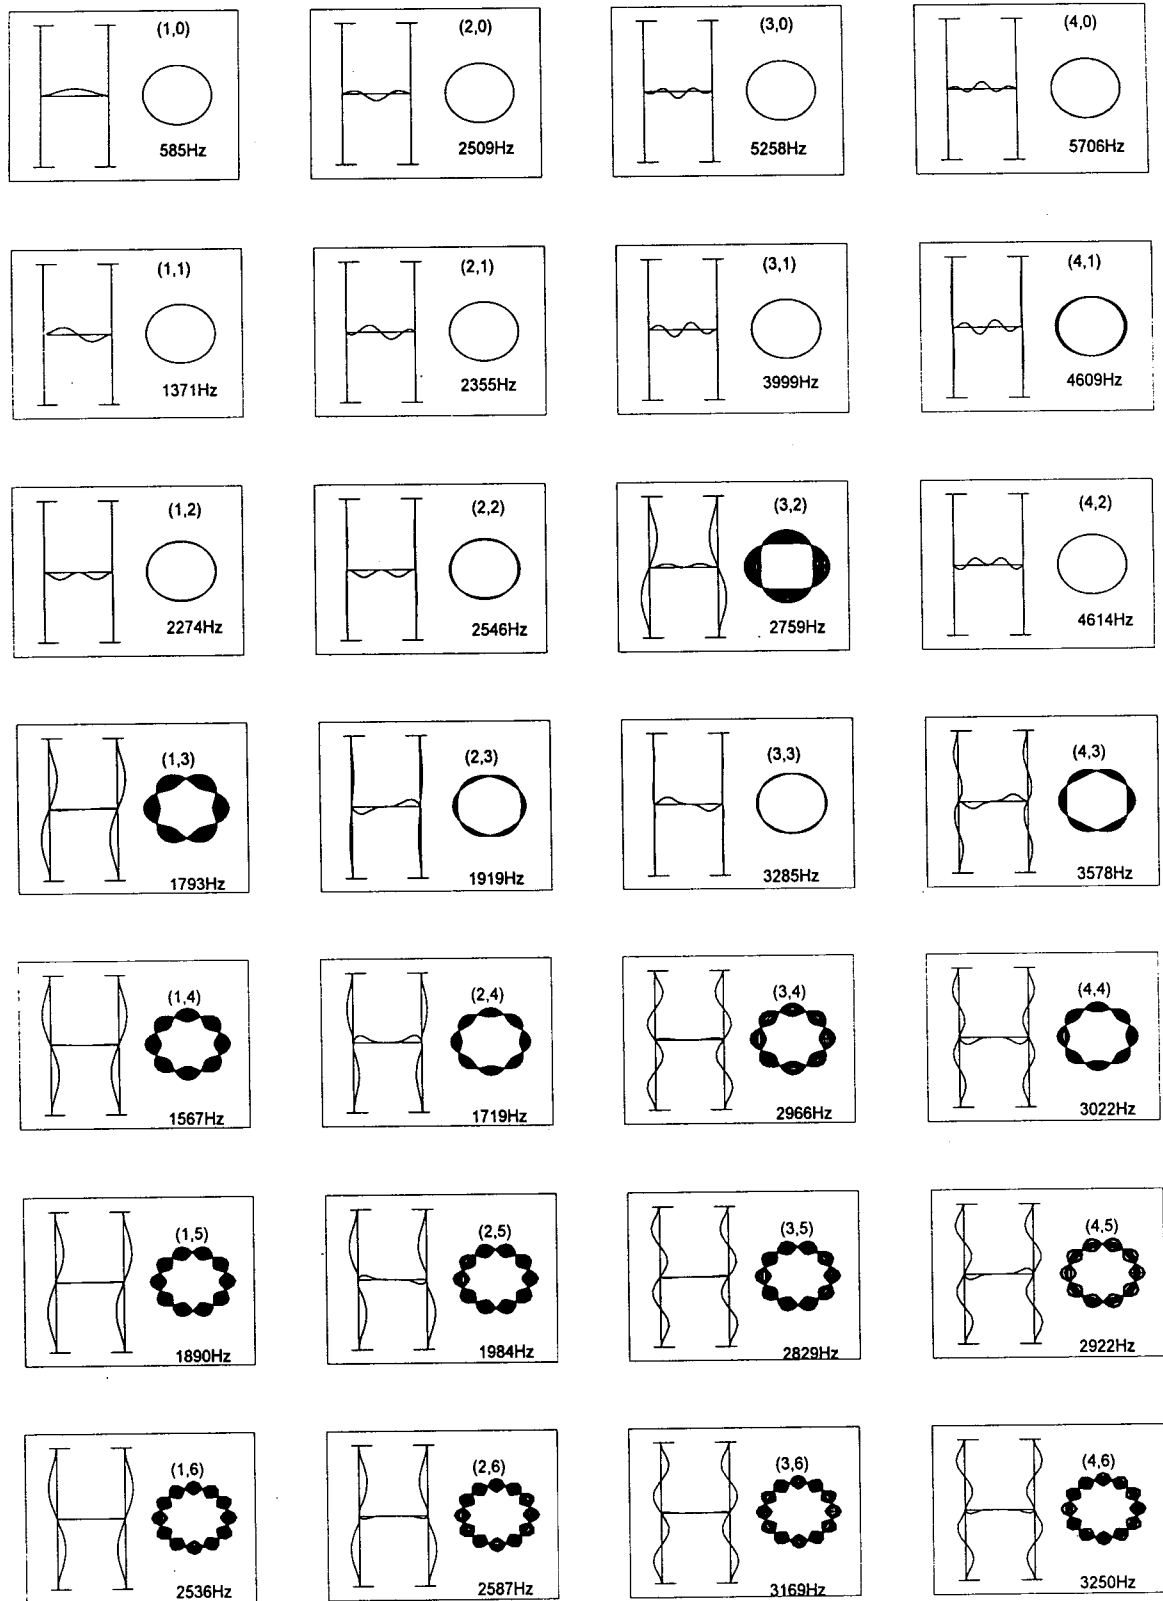 (1,0)
585Hz
(2,0)
2509Hz
(3,0)
5258Hz
(4,0)
5706Hz
(1,1)
1371Hz
(2,1)
2355Hz
(3,1)
3999Hz
(4,1)
4609Hz
(1,2)
2274Hz
(2,2)
2546Hz
(3,2)
2759Hz
(4,2)
4614Hz
(1,3)
1793Hz
(2,3)
1919Hz
(3,3)
3285Hz
(4,3)
3578Hz
(1,4)
1567Hz
(2,4)
1719Hz
(3,4)
2966Hz
(4,4)
3022Hz
(1,5)
1890Hz
(2,5)
1984Hz
(3,5)
2829Hz
(4,5)
2922Hz
(1,6)
2536Hz
(2,6)
2587Hz
(3,6)
3169Hz
(4,6)
3250Hz